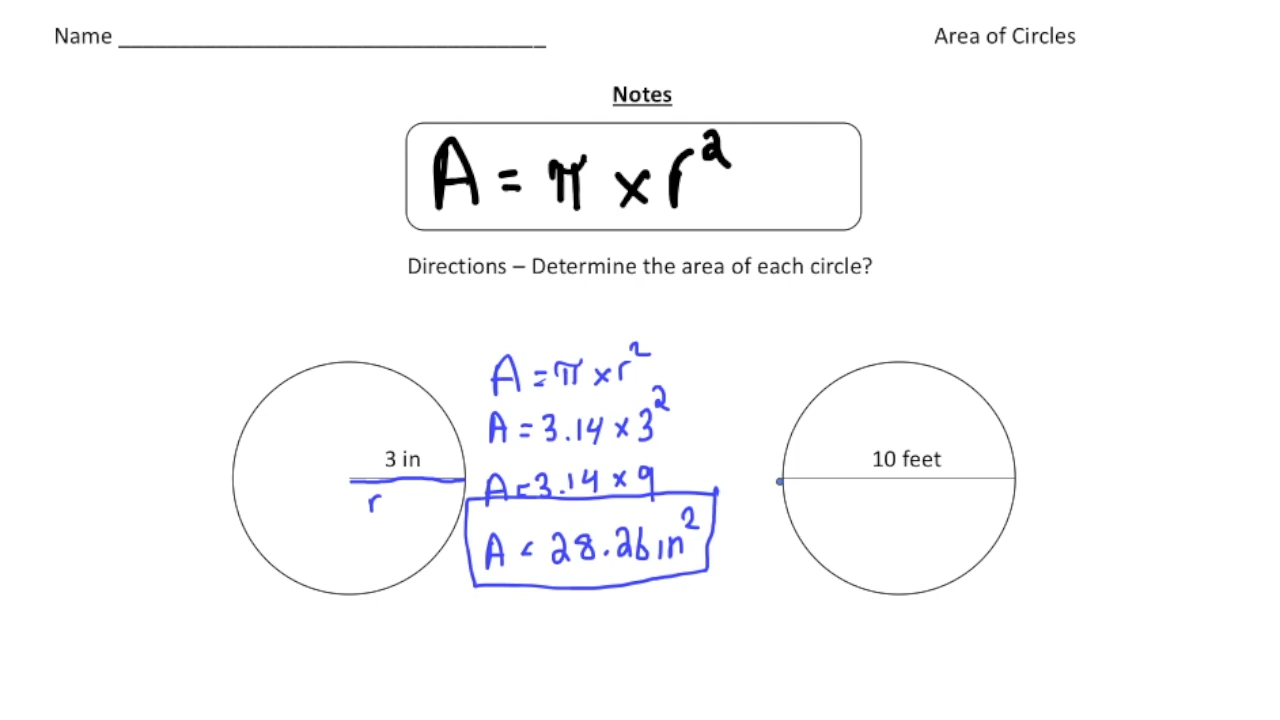 Name ___________________________________ Area of Circles
Notes
A = π x r²
Directions – Determine the area of each circle?
3 in
r
A = π x r²
A = 3.14 x 3²
A = 3.14 x 9
A = 28.26 in²
10 feet